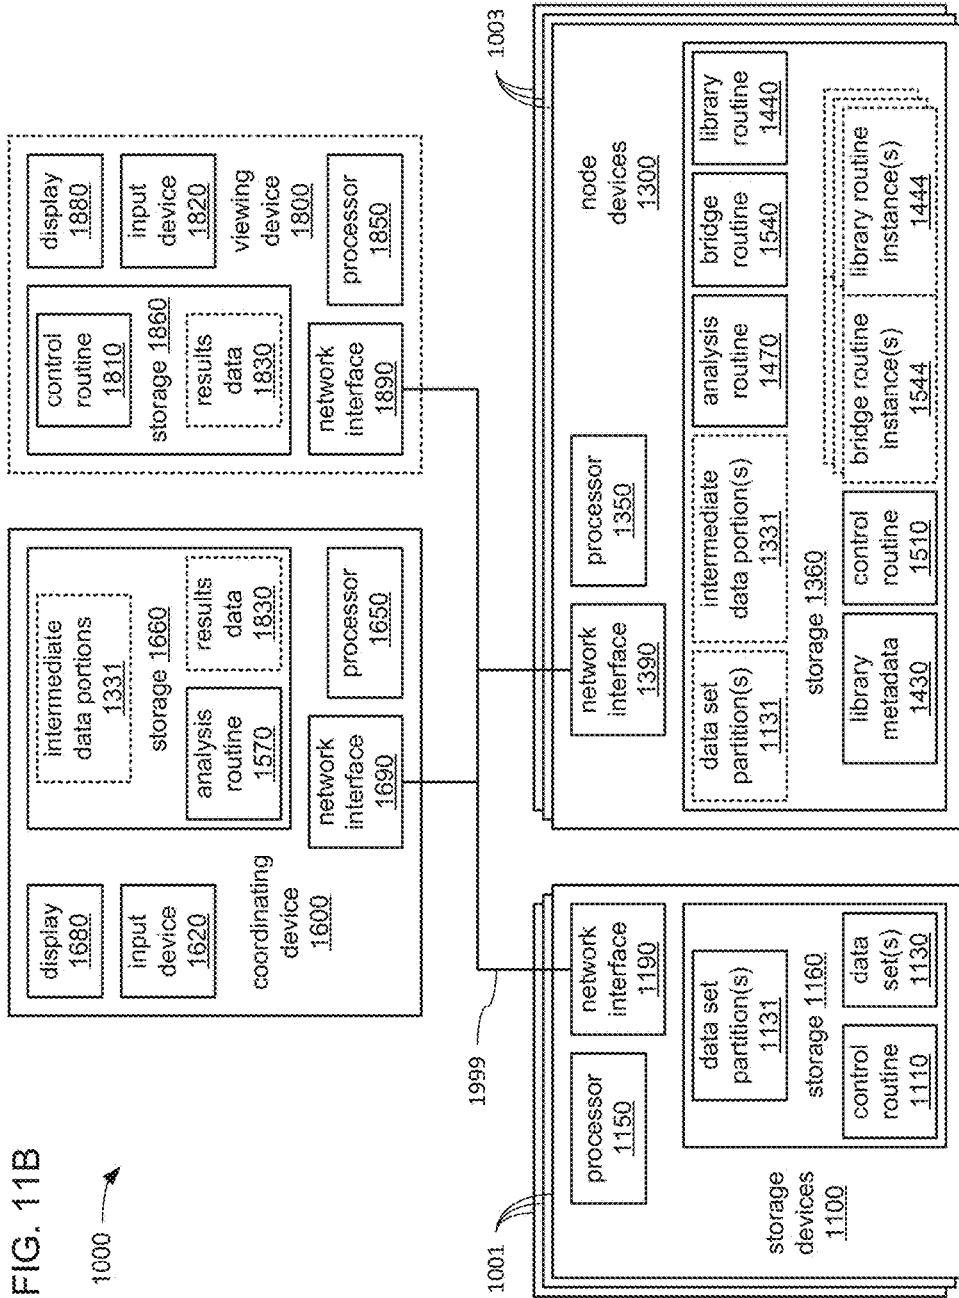 FIG. 11B
1000
display
1680
input
device
1620
coordinating
device
1600
intermediate
data portions
1331
storage 1660
analysis
routine
1570
results
data
1830
network
interface
1690
processor
1650
control
routine
1810
storage 1860
results
data
1830
display
1880
input
device
1820
viewing
device
1800
network
interface
1890
processor
1850
1999
1001
processor
1150
network
interface
1190
storage
devices
1100
data set
partition(s)
1131
storage 1160
control
routine
1110
data
set(s)
1130
1003
network
interface
1390
processor
1350
node
devices
1300
data set
partition(s)
1131
intermediate
data portion(s)
1331
analysis
routine
1470
bridge
routine
1540
library
routine
1440
storage 1360
library
metadata
1430
control
routine
1510
bridge routine
instance(s)
1544
library routine
instance(s)
1444